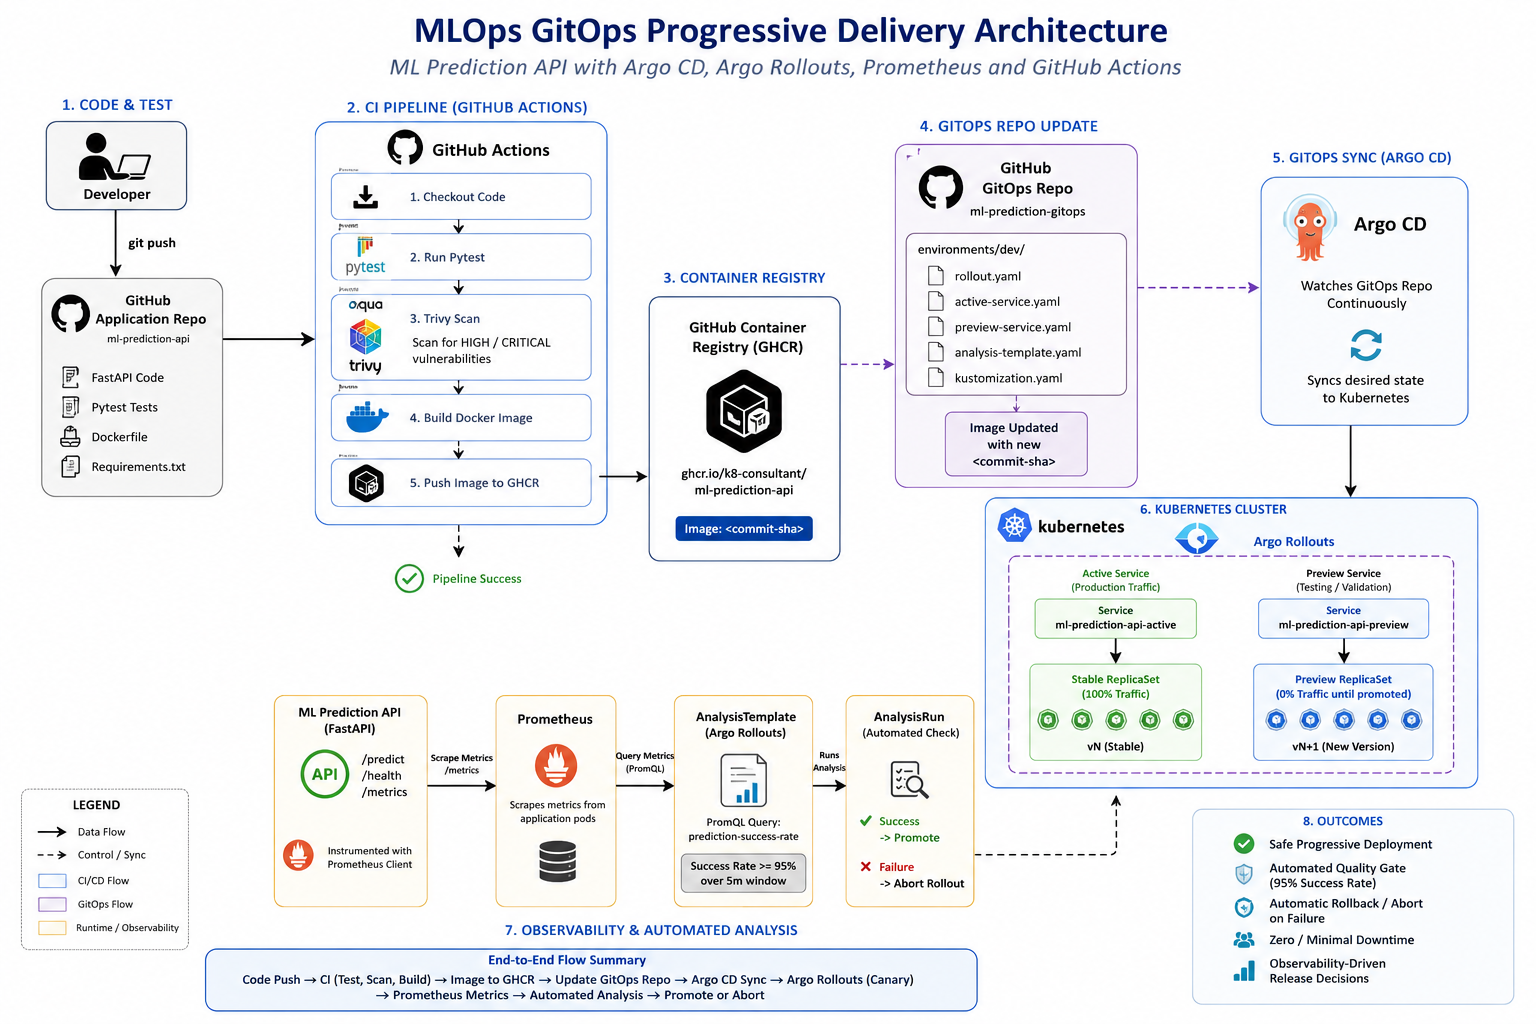 MLOps GitOps Progressive Delivery Architecture
ML Prediction API with Argo CD, Argo Rollouts, Prometheus and GitHub Actions
1. CODE & TEST
Developer
git push
GitHub
Application Repo
ml-prediction-api
FastAPI Code
Pytest Tests
Dockerfile
Requirements.txt
2. CI PIPELINE (GITHUB ACTIONS)
GitHub Actions
1. Checkout Code
pytest
2. Run Pytest
aqua
trivy
3. Trivy Scan
Scan for HIGH / CRITICAL
vulnerabilities
4. Build Docker Image
5. Push Image to GHCR
Pipeline Success
3. CONTAINER REGISTRY
GitHub Container
Registry (GHCR)
ghcr.io/k8-consultant/
ml-prediction-api
Image: <commit-sha>
4. GITOPS REPO UPDATE
GitHub
GitOps Repo
ml-prediction-gitops
environments/dev/
rollout.yaml
active-service.yaml
preview-service.yaml
analysis-template.yaml
kustomization.yaml
Image Updated
with new
<commit-sha>
5. GITOPS SYNC (ARGO CD)
Argo CD
Watches GitOps Repo
Continuously
Syncs desired state
to Kubernetes
6. KUBERNETES CLUSTER
kubernetes
Argo Rollouts
Active Service
(Production Traffic)
Service
ml-prediction-api-active
Stable ReplicaSet
(100% Traffic)
vN (Stable)
Preview Service
(Testing / Validation)
Service
ml-prediction-api-preview
Preview ReplicaSet
(0% Traffic until promoted)
vN+1 (New Version)
ML Prediction API
(FastAPI)
API
/predict
/health
/metrics
Instrumented with
Prometheus Client
Scrape Metrics
/metrics
Prometheus
Scrapes metrics from
application pods
Query Metrics
(PromQL)
AnalysisTemplate
(Argo Rollouts)
PromQL Query:
prediction-success-rate
Success Rate >= 95%
over 5m window
Runs
Analysis
AnalysisRun
(Automated Check)
Success
-> Promote
Failure
-> Abort Rollout
7. OBSERVABILITY & AUTOMATED ANALYSIS
LEGEND
Data Flow
Control / Sync
CI/CD Flow
GitOps Flow
Runtime / Observability
End-to-End Flow Summary
Code Push → CI (Test, Scan, Build) → Image to GHCR → Update GitOps Repo → Argo CD Sync → Argo Rollouts (Canary)
→ Prometheus Metrics → Automated Analysis → Promote or Abort
8. OUTCOMES
Safe Progressive Deployment
Automated Quality Gate
(95% Success Rate)
Automatic Rollback / Abort
on Failure
Zero / Minimal Downtime
Observability-Driven
Release Decisions